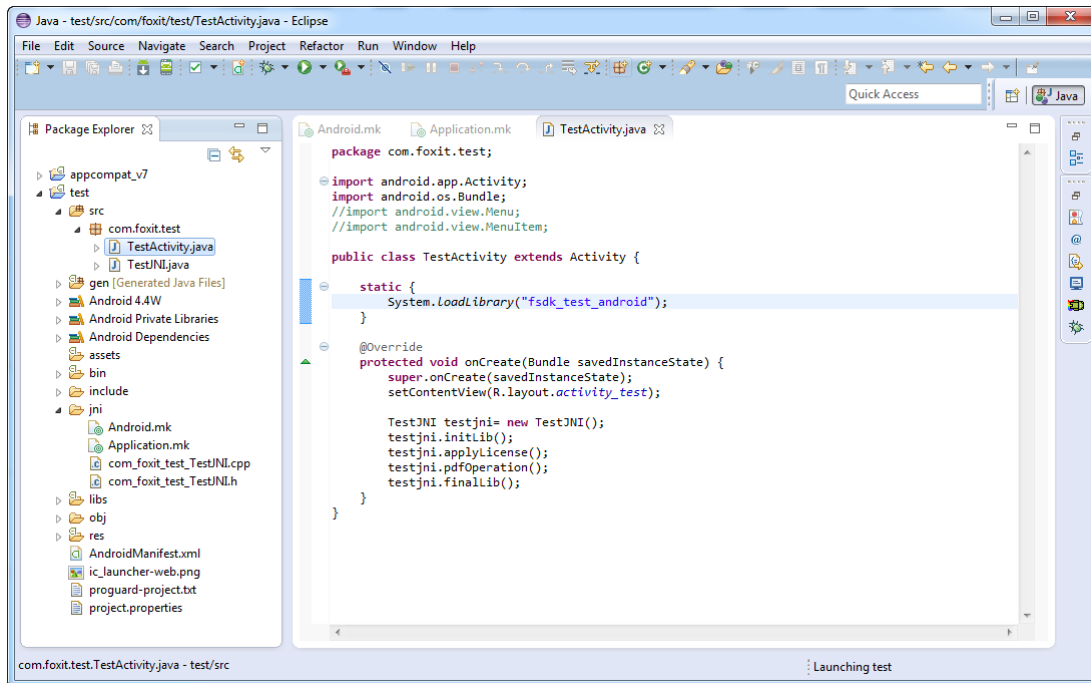 Java - test/src/com/foxit/test/TestActivity.java - Eclipse
File Edit Source Navigate Search Project Refactor Run Window Help
Quick Access
Java
Package Explorer
appcompat_v7
test
src
com.foxit.test
TestActivity.java
TestJNI.java
gen [Generated Java Files]
Android 4.4W
Android Private Libraries
Android Dependencies
assets
bin
include
jni
Android.mk
Application.mk
com_foxit_test_TestJNI.cpp
com_foxit_test_TestJNI.h
libs
obj
res
AndroidManifest.xml
ic_launcher-web.png
proguard-project.txt
project.properties
Android.mk Application.mk TestActivity.java
package com.foxit.test;
import android.app.Activity;
import android.os.Bundle;
//import android.view.Menu;
//import android.view.MenuItem;
public class TestActivity extends Activity {
static {
System.loadLibrary("fsdk_test_android");
}
@Override
protected void onCreate(Bundle savedInstanceState) {
super.onCreate(savedInstanceState);
setContentView(R.layout.activity_test);
TestJNI testjni= new TestJNI();
testjni.initLib();
testjni.applyLicense();
testjni.pdfOperation();
testjni.finalLib();
}
}
com.foxit.test.TestActivity.java - test/src
Launching test